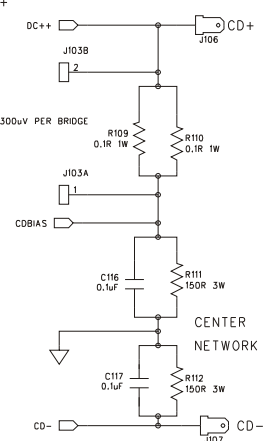 +
DC++
CD+
J106
J103B
2
300uV PER BRIDGE
R109
0.1R 1W
R110
0.1R 1W
J103A
1
CDBIAS
C116
0.1uF
R111
150R 3W
CENTER
NETWORK
C117
0.1uF
R112
150R 3W
CD-
CD-
J107